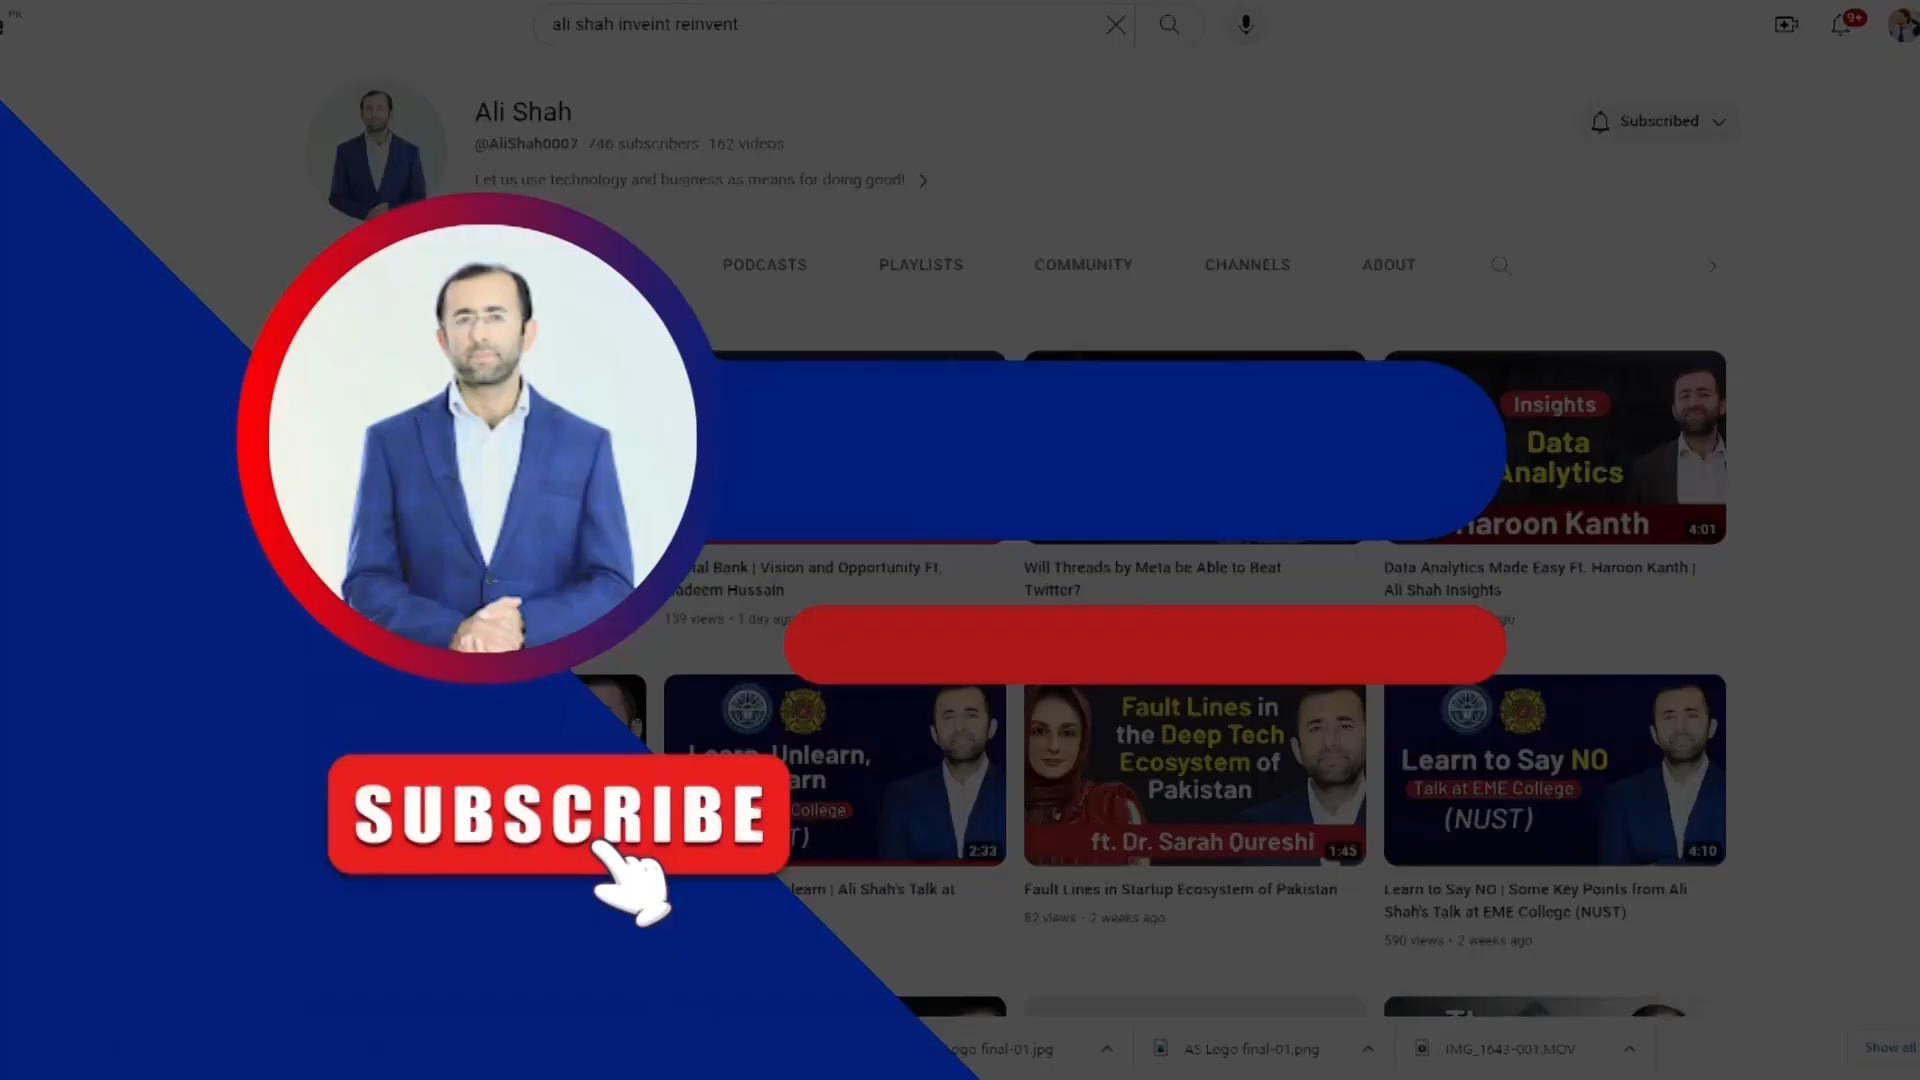 PK
ali shah inveint reinvent
9+
Ali Shah
@AliShah0007 746 subscribers 162 videos
Subscribed
Let us use technology and business as means for doing good!
PODCASTS PLAYLISTS COMMUNITY CHANNELS ABOUT
Insights
Data
Analytics
Haroon Kanth
4:01
tal Bank | Vision and Opportunity Ft.
adeem Hussain
139 views • 1 day ago
Will Threads by Meta be Able to Beat
Twitter?
Data Analytics Made Easy Ft. Haroon Kanth |
Ali Shah Insights
go
Learn, Unlearn,
arn
College
T)
2:33
Fault Lines in
the Deep Tech
Ecosystem of
Pakistan
ft. Dr. Sarah Qureshi
1:45
Learn to Say NO
Talk at EME College
(NUST)
4:10
SUBSCRIBE
learn | Ali Shah's Talk at
Fault Lines in Startup Ecosystem of Pakistan
82 views • 2 weeks ago
Learn to Say NO | Some Key Points from Ali
Shah's Talk at EME College (NUST)
590 views • 2 weeks ago
ogo final-01.jpg
AS Logo final-01.png
IMG_1643-001.MOV
Show all